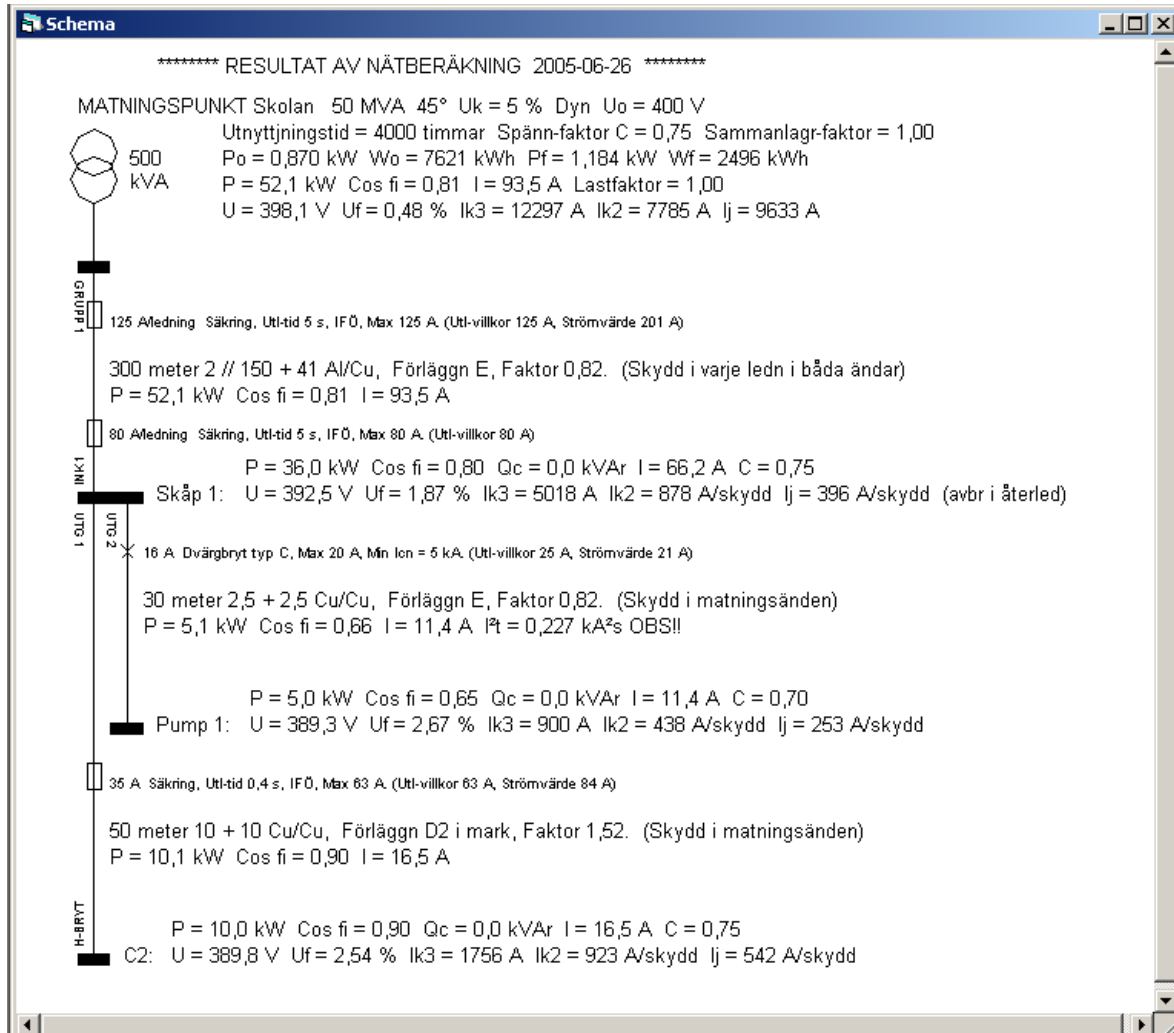 Schema
******** RESULTAT AV NÄTBERÄKNING 2005-06-26 ********
MATNINGSPUNKT Skolan 50 MVA 45° Uk = 5 % Dyn Uo = 400 V
Utnyttjningstid = 4000 timmar Spänn-faktor C = 0,75 Sammanlagr-faktor = 1,00
500 kVA
Po = 0,870 kW Wo = 7621 kWh Pf = 1,184 kW Wf = 2496 kWh
P = 52,1 kW Cos fi = 0,81 I = 93,5 A Lastfaktor = 1,00
U = 398,1 V Uf = 0,48 % Ik3 = 12297 A Ik2 = 7785 A Ij = 9633 A
GRUPP 1
125 A/ledning Säkring, Utl-tid 5 s, IFÖ, Max 125 A. (Utl-villkor 125 A, Strömvärde 201 A)
300 meter 2 // 150 + 41 Al/Cu, Förläggn E, Faktor 0,82. (Skydd i varje ledn i båda ändar)
P = 52,1 kW Cos fi = 0,81 I = 93,5 A
80 A/ledning Säkring, Utl-tid 5 s, IFÖ, Max 80 A. (Utl-villkor 80 A)
INK1
P = 36,0 kW Cos fi = 0,80 Qc = 0,0 kVAr I = 66,2 A C = 0,75
Skåp 1: U = 392,5 V Uf = 1,87 % Ik3 = 5018 A Ik2 = 878 A/skydd Ij = 396 A/skydd (avbr i återled)
UTG 1
UTG 2
16 A Dvärgbryt typ C, Max 20 A, Min Icn = 5 kA. (Utl-villkor 25 A, Strömvärde 21 A)
30 meter 2,5 + 2,5 Cu/Cu, Förläggn E, Faktor 0,82. (Skydd i matningsänden)
P = 5,1 kW Cos fi = 0,66 I = 11,4 A I²t = 0,227 kA²s OBS!!
P = 5,0 kW Cos fi = 0,65 Qc = 0,0 kVAr I = 11,4 A C = 0,70
Pump 1: U = 389,3 V Uf = 2,67 % Ik3 = 900 A Ik2 = 438 A/skydd Ij = 253 A/skydd
35 A Säkring, Utl-tid 0,4 s, IFÖ, Max 63 A. (Utl-villkor 63 A, Strömvärde 84 A)
50 meter 10 + 10 Cu/Cu, Förläggn D2 i mark, Faktor 1,52. (Skydd i matningsänden)
P = 10,1 kW Cos fi = 0,90 I = 16,5 A
H-BRYT
P = 10,0 kW Cos fi = 0,90 Qc = 0,0 kVAr I = 16,5 A C = 0,75
C2: U = 389,8 V Uf = 2,54 % Ik3 = 1756 A Ik2 = 923 A/skydd Ij = 542 A/skydd